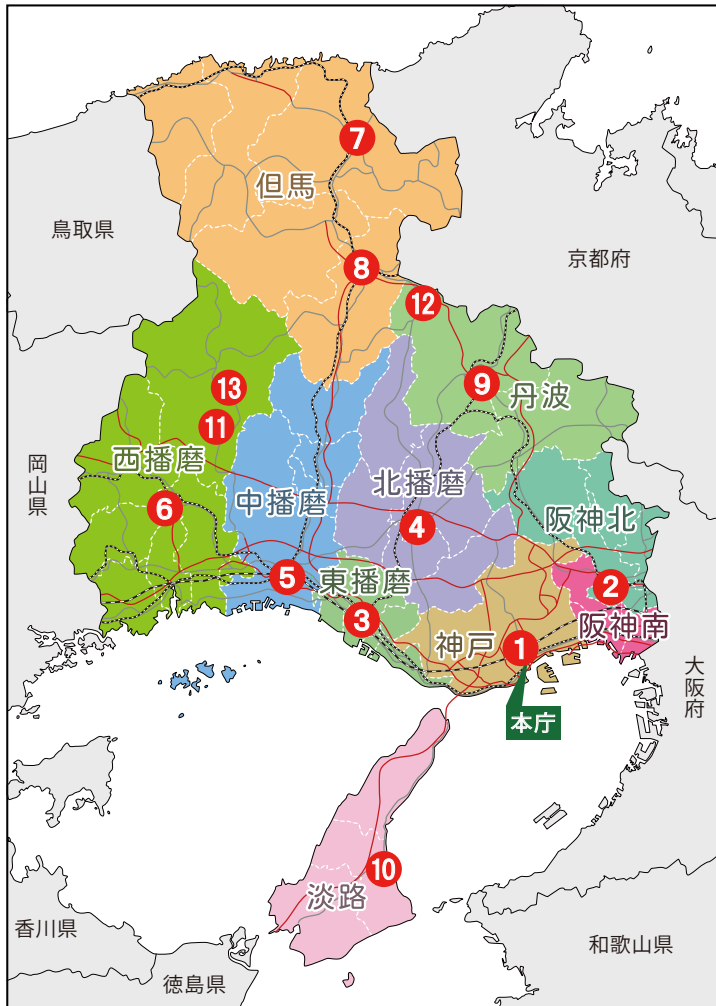 7
但馬
鳥取県
京都府
8
12
13
9
丹波
11
西播磨
岡山県
北播磨
中播磨
6
4
阪神北
5
東播磨
2
3
阪神南
神戸
1
大阪府
本庁
10
淡路
香川県
和歌山県
徳島県